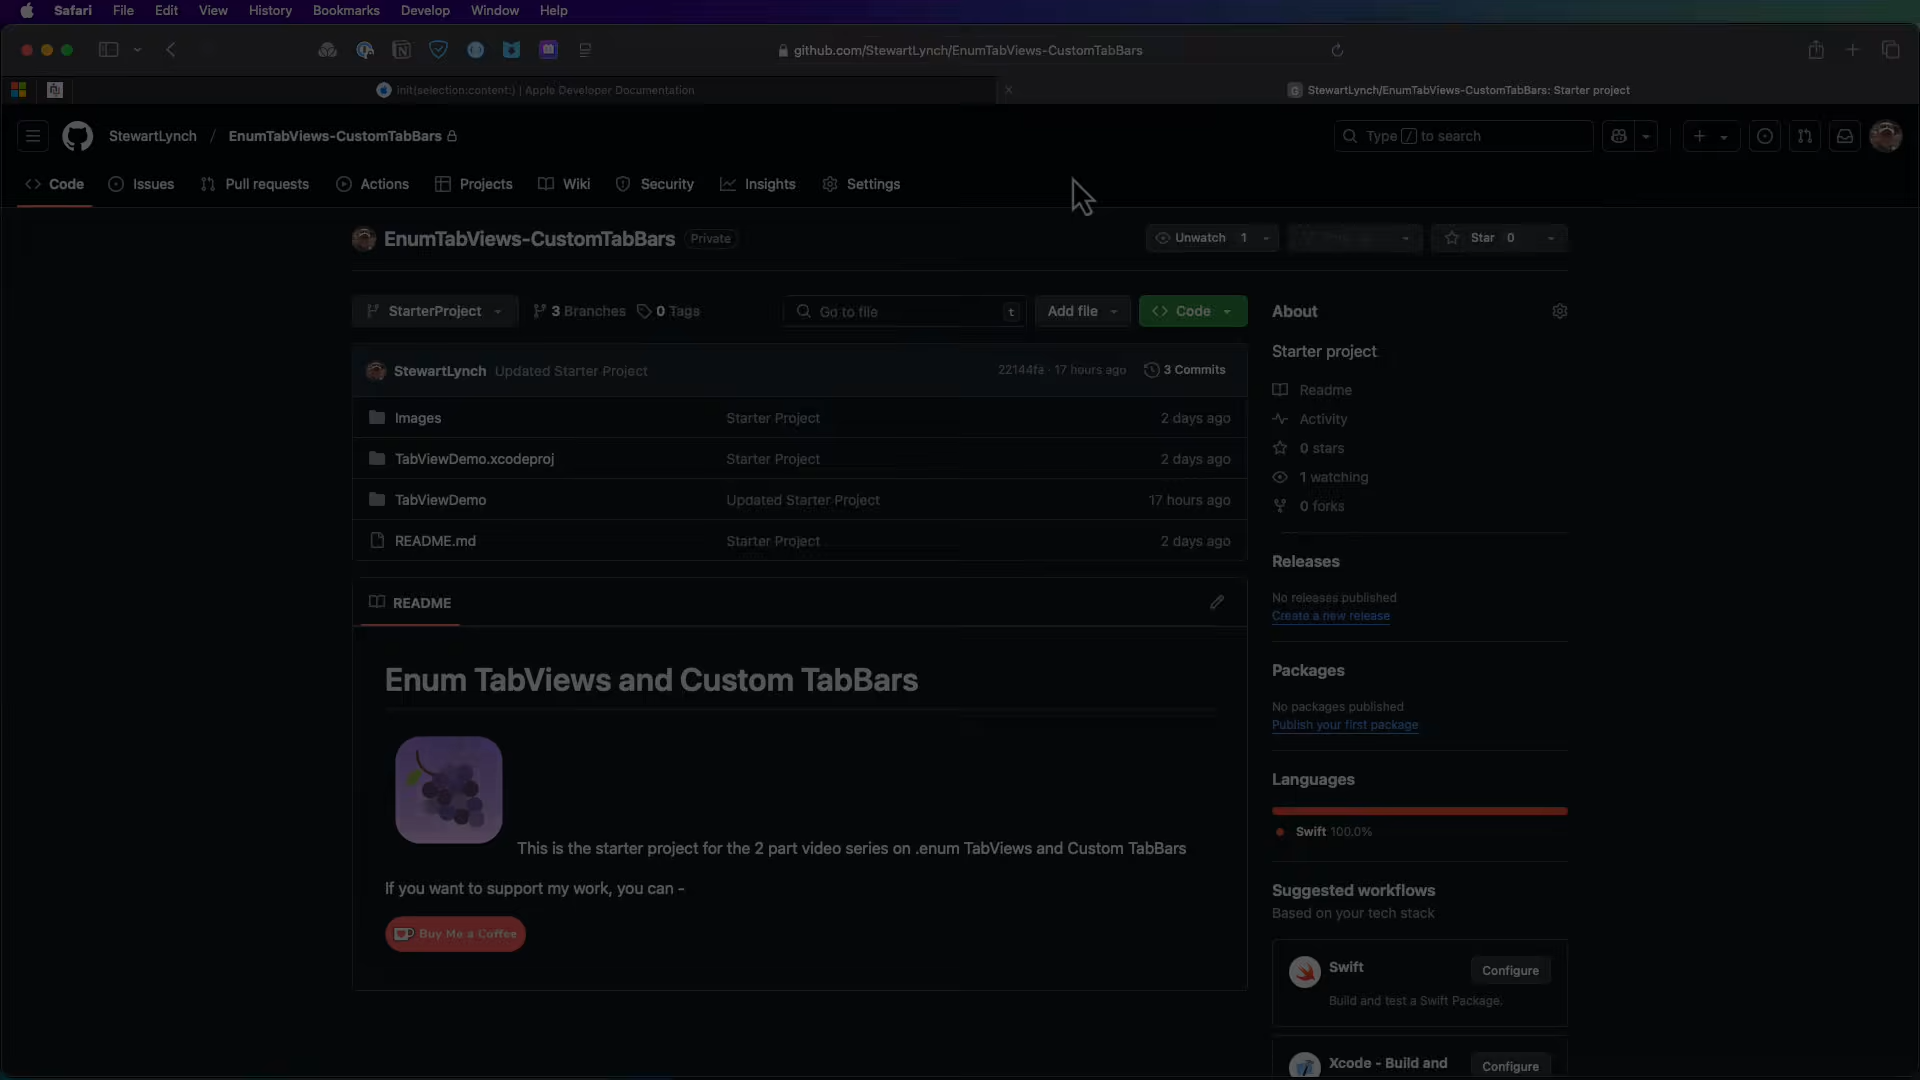 Safari File Edit View History Bookmarks Develop Window Help
github.com/StewartLynch/EnumTabViews-CustomTabBars
init(selection:content:) | Apple Developer Documentation
StewartLynch/EnumTabViews-CustomTabBars: Starter project
StewartLynch / EnumTabViews-CustomTabBars
Type / to search
Code Issues Pull requests Actions Projects Wiki Security Insights Settings
EnumTabViews-CustomTabBars Private
Unwatch 1
Star 0
StarterProject 3 Branches 0 Tags
Go to file t
Add file
Code
StewartLynch Updated Starter Project 22144fa · 17 hours ago 3 Commits
Images Starter Project 2 days ago
TabViewDemo.xcodeproj Starter Project 2 days ago
TabViewDemo Updated Starter Project 17 hours ago
README.md Starter Project 2 days ago
README
Enum TabViews and Custom TabBars
This is the starter project for the 2 part video series on .enum TabViews and Custom TabBars
If you want to support my work, you can -
Buy Me a Coffee
About
Starter project
Readme
Activity
0 stars
1 watching
0 forks
Releases
No releases published
Create a new release
Packages
No packages published
Publish your first package
Languages
Swift 100.0%
Suggested workflows
Based on your tech stack
Swift
Configure
Build and test a Swift Package.
Xcode - Build and
Configure